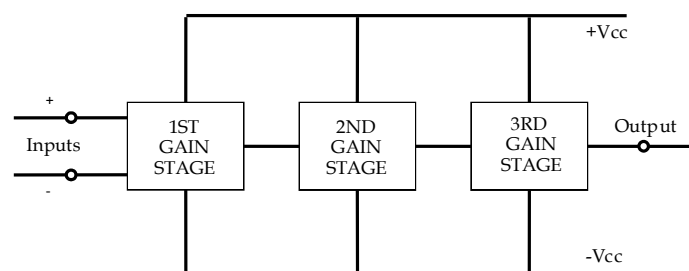 +Vcc
+
Inputs
-
1ST
GAIN
STAGE
2ND
GAIN
STAGE
3RD
GAIN
STAGE
Output
-Vcc